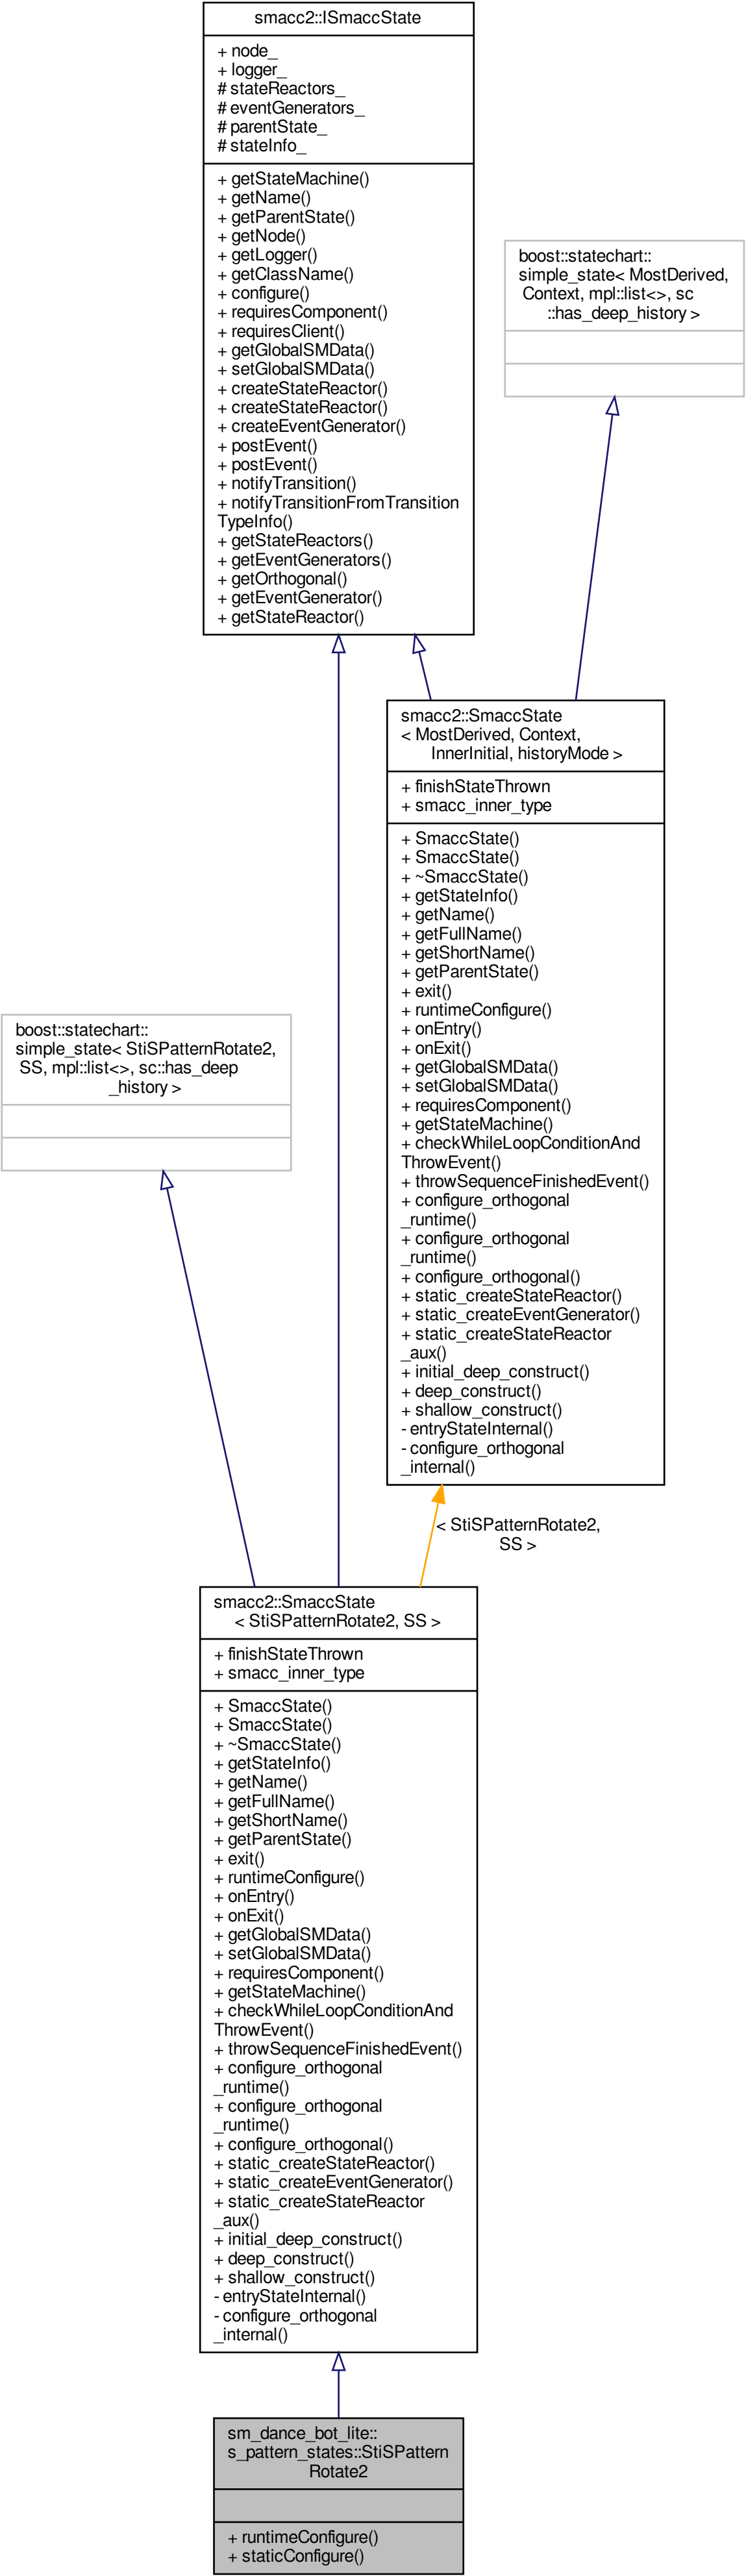 smacc2::ISmaccState
+ node_
+ logger_
# stateReactors_
# eventGenerators_
# parentState_
# stateInfo_
+ getStateMachine()
+ getName()
+ getParentState()
+ getNode()
+ getLogger()
+ getClassName()
+ configure()
+ requiresComponent()
+ requiresClient()
+ getGlobalSMData()
+ setGlobalSMData()
+ createStateReactor()
+ createStateReactor()
+ createEventGenerator()
+ postEvent()
+ postEvent()
+ notifyTransition()
+ notifyTransitionFromTransition
TypeInfo()
+ getStateReactors()
+ getEventGenerators()
+ getOrthogonal()
+ getEventGenerator()
+ getStateReactor()
boost::statechart::
simple_state< MostDerived,
Context, mpl::list<>, sc
::has_deep_history >
smacc2::SmaccState
< MostDerived, Context,
InnerInitial, historyMode >
+ finishStateThrown
+ smacc_inner_type
+ SmaccState()
+ SmaccState()
+ ~SmaccState()
+ getStateInfo()
+ getName()
+ getFullName()
+ getShortName()
+ getParentState()
+ exit()
+ runtimeConfigure()
+ onEntry()
+ onExit()
+ getGlobalSMData()
+ setGlobalSMData()
+ requiresComponent()
+ getStateMachine()
+ checkWhileLoopConditionAnd
ThrowEvent()
+ throwSequenceFinishedEvent()
+ configure_orthogonal
_runtime()
+ configure_orthogonal
_runtime()
+ configure_orthogonal()
+ static_createStateReactor()
+ static_createEventGenerator()
+ static_createStateReactor
_aux()
+ initial_deep_construct()
+ deep_construct()
+ shallow_construct()
- entryStateInternal()
- configure_orthogonal
_internal()
boost::statechart::
simple_state< StiSPatternRotate2,
SS, mpl::list<>, sc::has_deep
_history >
< StiSPatternRotate2,
SS >
smacc2::SmaccState
< StiSPatternRotate2, SS >
+ finishStateThrown
+ smacc_inner_type
+ SmaccState()
+ SmaccState()
+ ~SmaccState()
+ getStateInfo()
+ getName()
+ getFullName()
+ getShortName()
+ getParentState()
+ exit()
+ runtimeConfigure()
+ onEntry()
+ onExit()
+ getGlobalSMData()
+ setGlobalSMData()
+ requiresComponent()
+ getStateMachine()
+ checkWhileLoopConditionAnd
ThrowEvent()
+ throwSequenceFinishedEvent()
+ configure_orthogonal
_runtime()
+ configure_orthogonal
_runtime()
+ configure_orthogonal()
+ static_createStateReactor()
+ static_createEventGenerator()
+ static_createStateReactor
_aux()
+ initial_deep_construct()
+ deep_construct()
+ shallow_construct()
- entryStateInternal()
- configure_orthogonal
_internal()
sm_dance_bot_lite::
s_pattern_states::StiSPattern
Rotate2
+ runtimeConfigure()
+ staticConfigure()